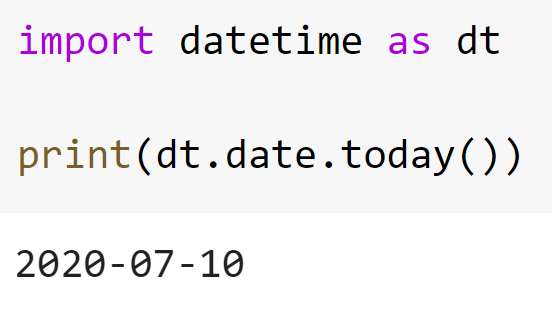 import datetime as dt
print(dt.date.today())
2020-07-10